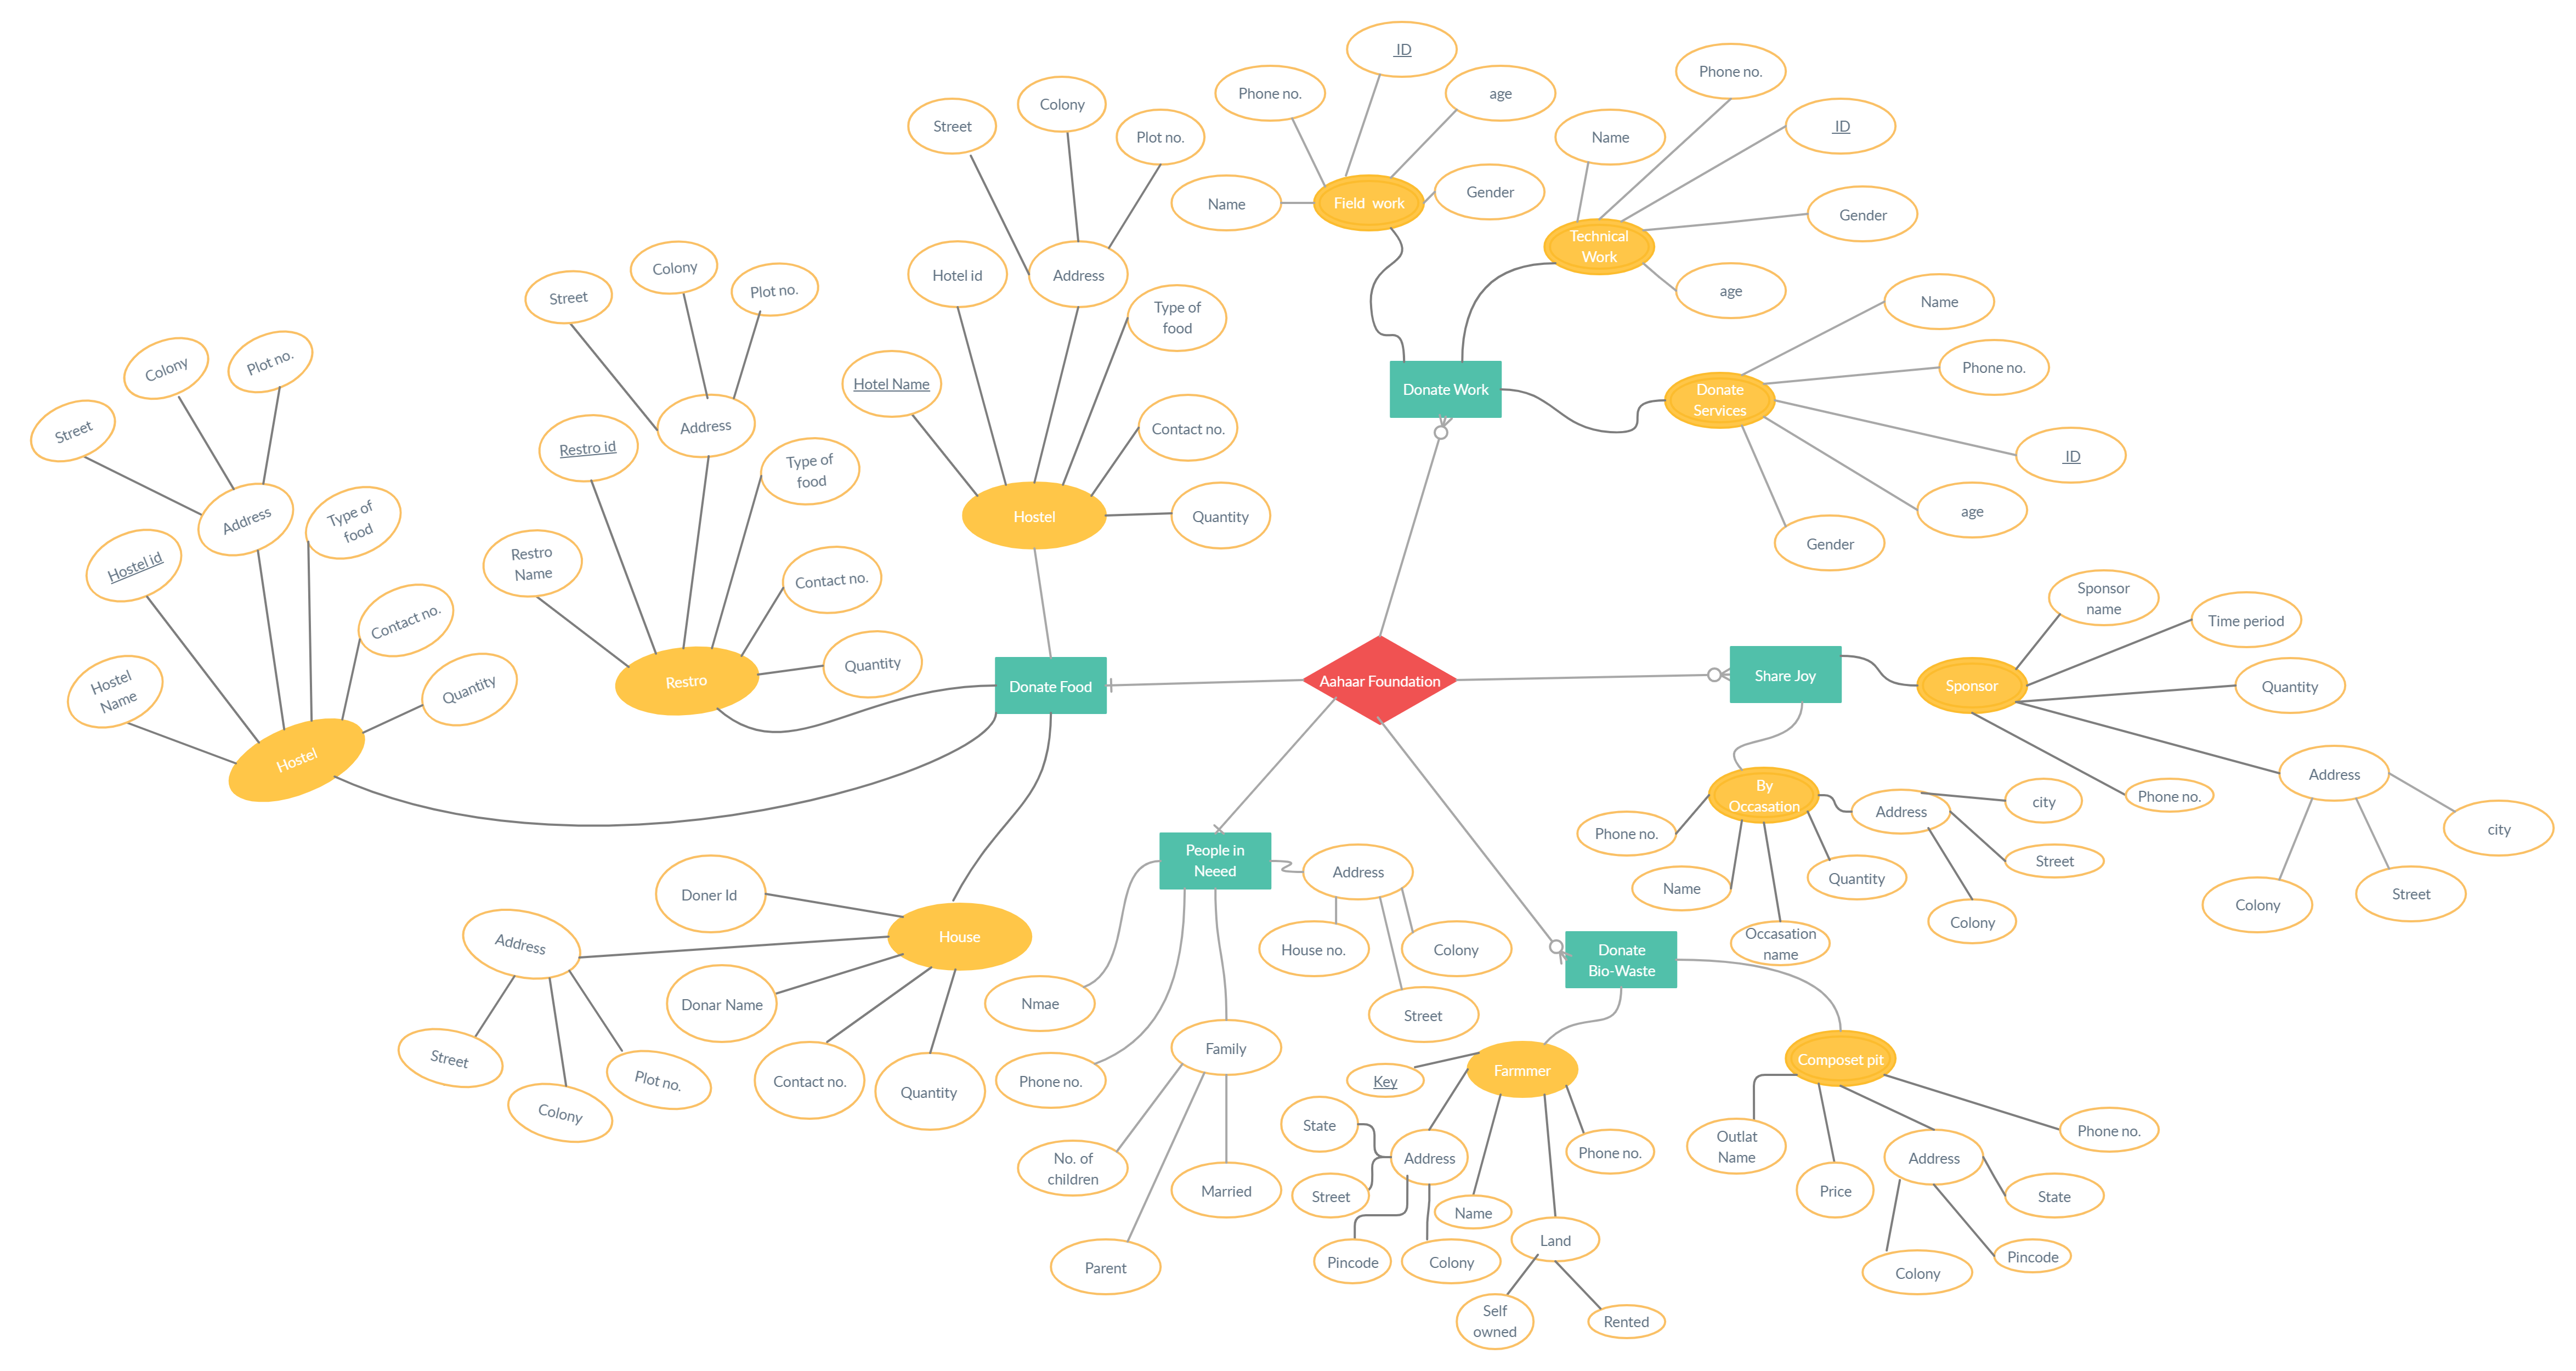 ID
Phone no.
age
Name
Gender
Field  work
Phone no.
Name
ID
Gender
age
Technical
Work
Street
Colony
Plot no.
Hotel id
Address
Type of
food
Hotel Name
Contact no.
Quantity
Hostel
Street
Colony
Plot no.
Restro id
Address
Type of
food
Restro
Name
Contact no.
Quantity
Restro
Colony
Plot no.
Street
Address
Type of
food
Hostel id
Contact no.
Hostel
Name
Quantity
Hostel
Donate Work
Donate
Services
Name
Phone no.
ID
age
Gender
Donate Food
Aahaar Foundation
Share Joy
Sponsor
Sponsor
name
Time period
Quantity
Address
Phone no.
city
Colony
Street
By
Occasation
Address
city
Street
Colony
Phone no.
Name
Quantity
Occasation
name
People in
Neeed
Address
House no.
Colony
Street
Nmae
Phone no.
Family
No. of
children
Married
Parent
House
Doner Id
Address
Donar Name
Street
Colony
Plot no.
Contact no.
Quantity
Donate
Bio-Waste
Farmmer
Key
State
Address
Phone no.
Street
Name
Pincode
Colony
Land
Self
owned
Rented
Composet pit
Outlat
Name
Price
Address
Phone no.
State
Pincode
Colony